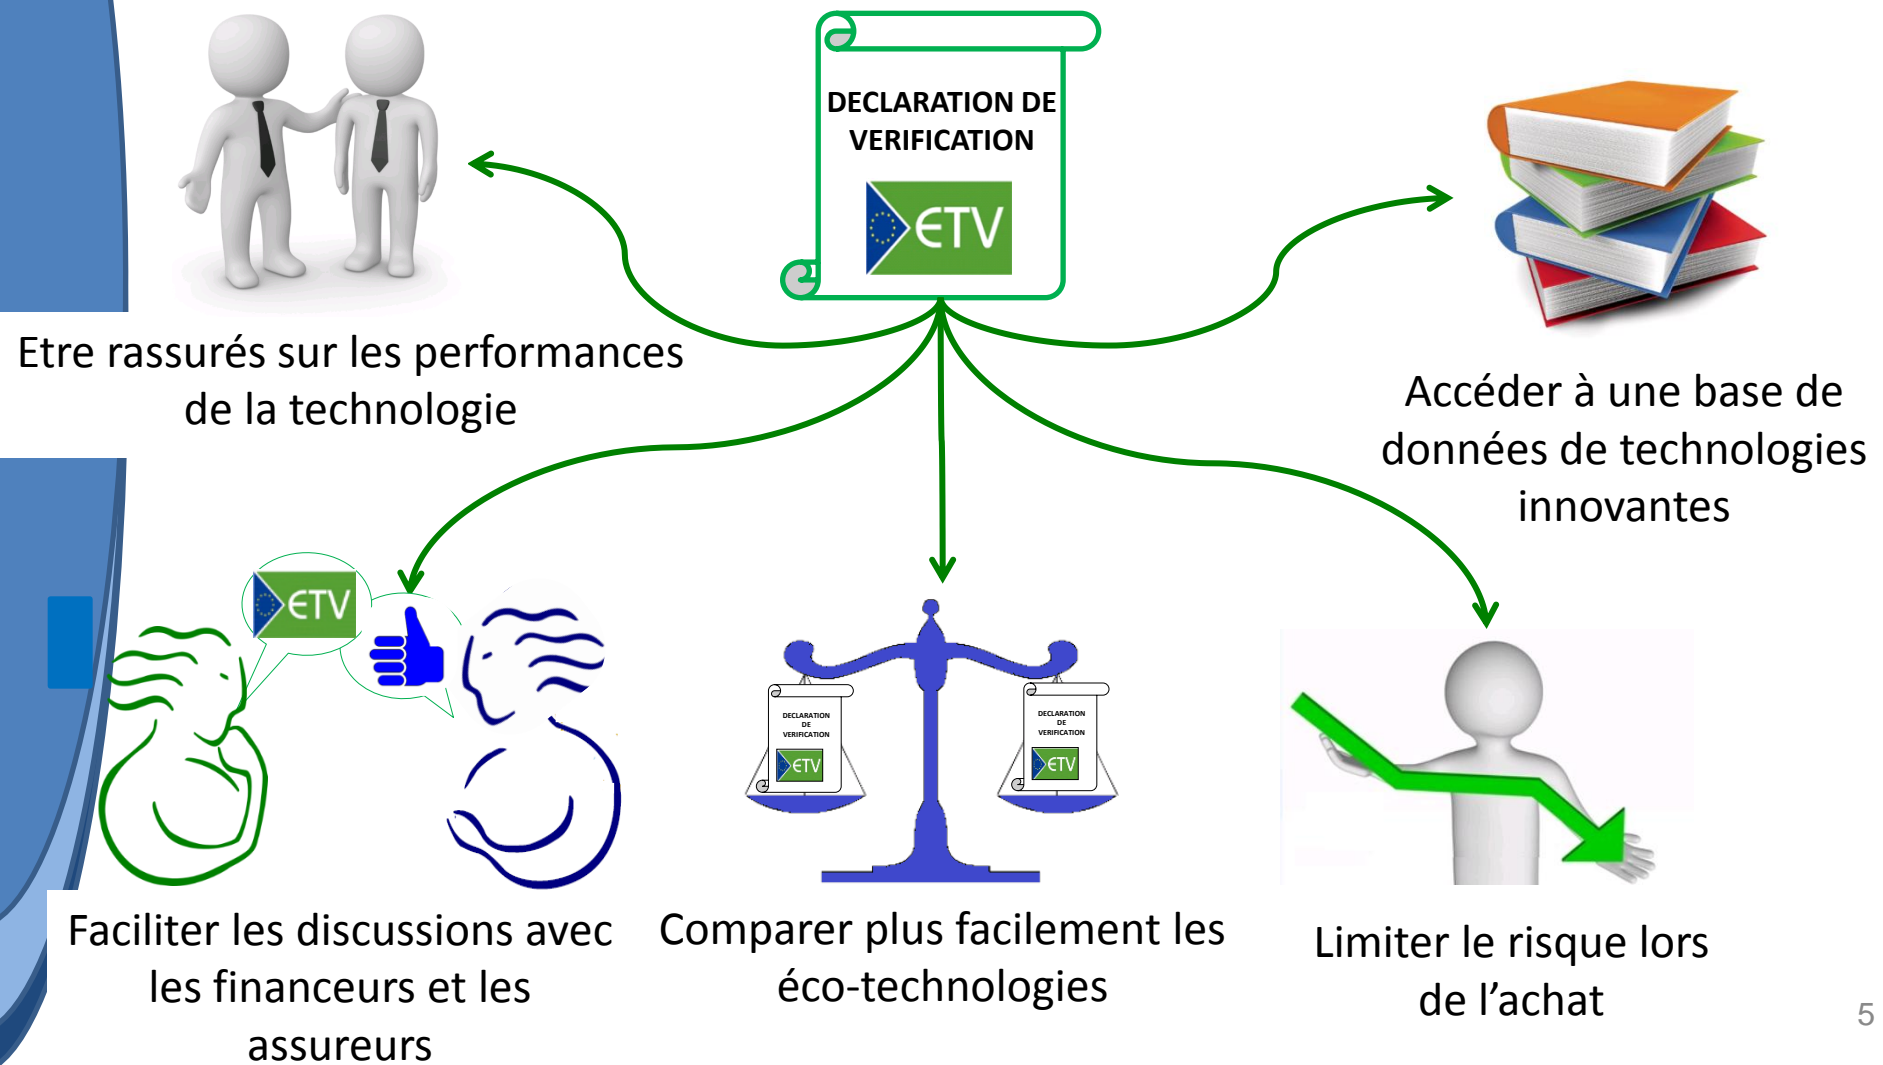 DECLARATION DE
VERIFICATION
ETV
Etre rassurés sur les performances
de la technologie
Accéder à une base de
données de technologies
innovantes
ETV
DECLARATION
DE
VERIFICATION
ETV
DECLARATION
DE
VERIFICATION
ETV
Faciliter les discussions avec
les financeurs et les
assureurs
Comparer plus facilement les
éco-technologies
Limiter le risque lors
de l’achat
5